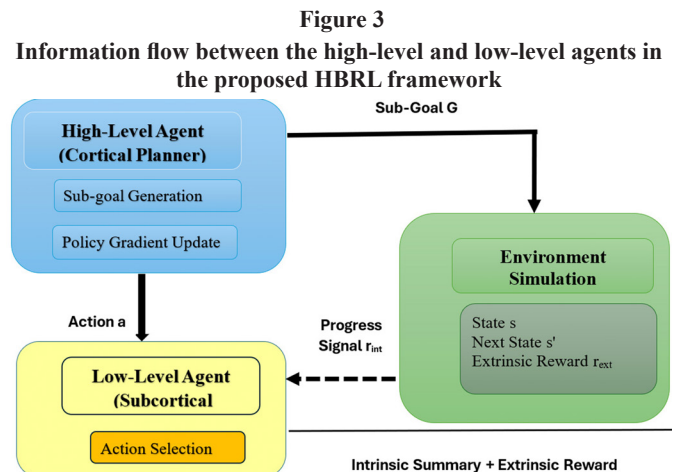 Figure 3
Information flow between the high-level and low-level agents in
the proposed HBRL framework
Sub-Goal G
High-Level Agent
(Cortical Planner)
Sub-goal Generation
Policy Gradient Update
Environment
Simulation
State s
Next State s'
Extrinsic Reward rext
Action a
Progress
Signal rint
Low-Level Agent
(Subcortical
Action Selection
Intrinsic Summary + Extrinsic Reward